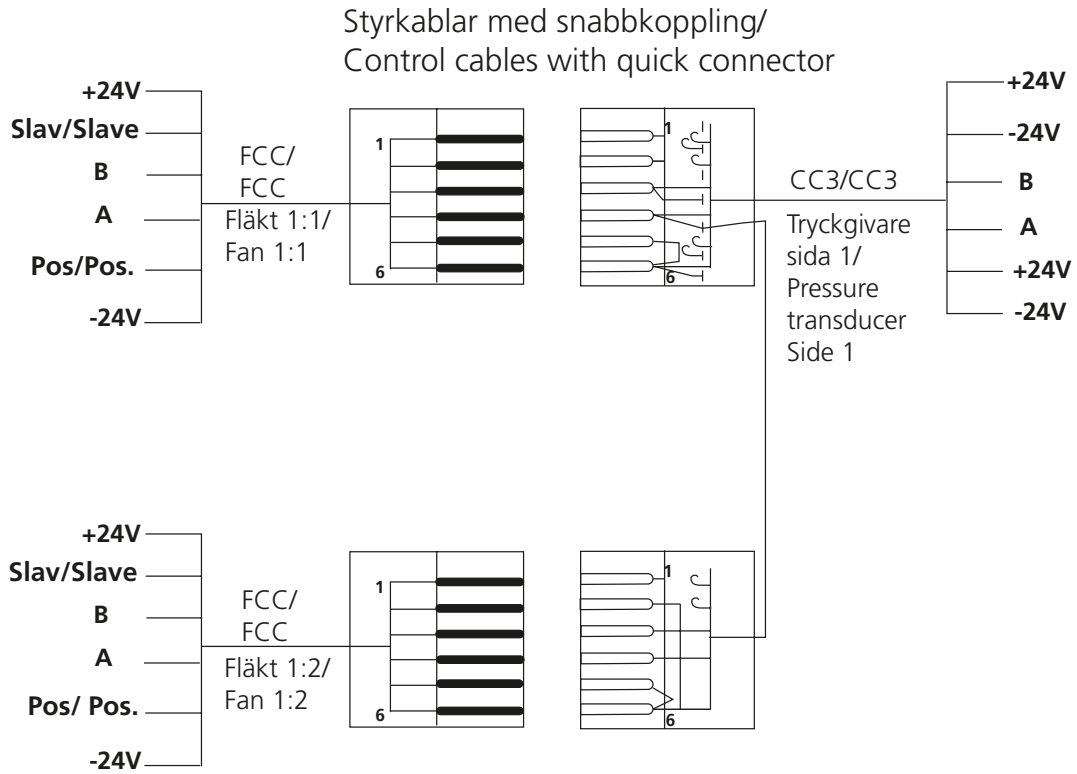 Styrkablar med snabbkoppling/
Control cables with quick connector
+24V
Slav/Slave
B
A
Pos/Pos.
-24V
FCC/
FCC
Fläkt 1:1/
Fan 1:1
1
6
1
6
CC3/CC3
Tryckgivare
sida 1/
Pressure
transducer
Side 1
+24V
-24V
B
A
+24V
-24V
+24V
Slav/Slave
B
A
Pos/ Pos.
-24V
FCC/
FCC
Fläkt 1:2/
Fan 1:2
1
6
1
6